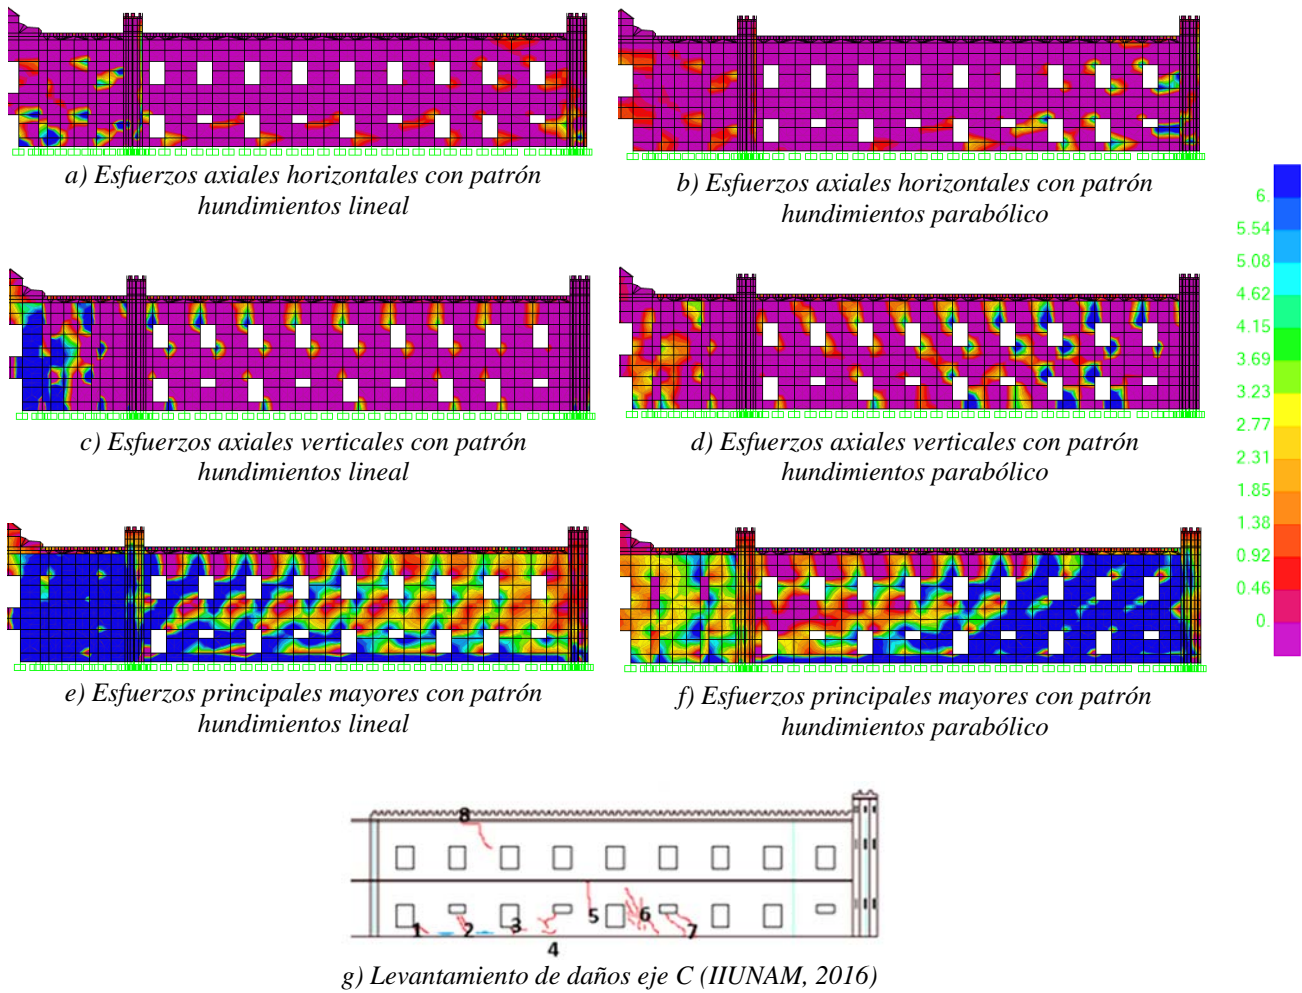 a) Esfuerzos axiales horizontales con patrón
hundimientos lineal
b) Esfuerzos axiales horizontales con patrón
hundimientos parabólico
6.
5.54
5.08
4.62
4.15
3.69
3.23
2.77
2.31
1.85
1.38
0.92
0.46
0.
c) Esfuerzos axiales verticales con patrón
hundimientos lineal
d) Esfuerzos axiales verticales con patrón
hundimientos parabólico
e) Esfuerzos principales mayores con patrón
hundimientos lineal
f) Esfuerzos principales mayores con patrón
hundimientos parabólico
8
1
2
3
4
5
6
7
g) Levantamiento de daños eje C (IIUNAM, 2016)